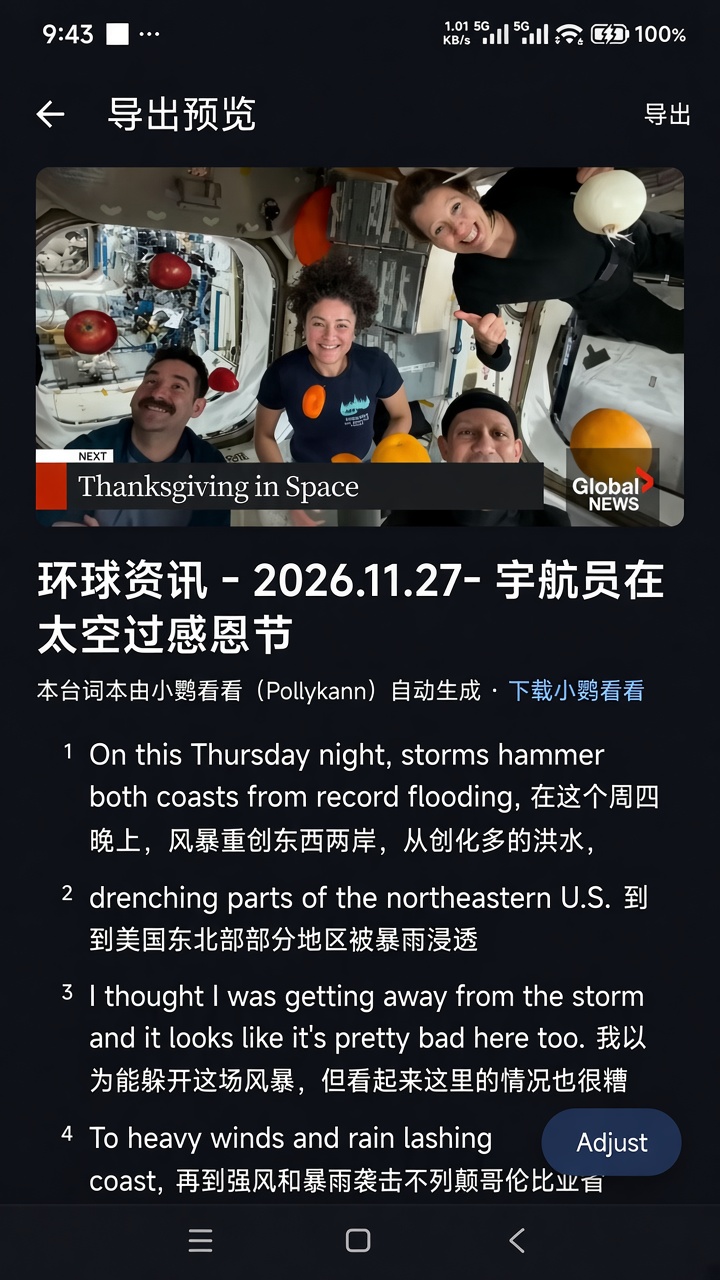 9:43
1.01 KB/s 5G 5G 100%
导出预览
导出
NEXT
Thanksgiving in Space
Global
NEWS
环球资讯 - 2026.11.27- 宇航员在
太空过感恩节
本台词本由小鹦看看（Pollykann）自动生成 · 下载小鹦看看
1 On this Thursday night, storms hammer
both coasts from record flooding, 在这个周四
晚上，风暴重创东西两岸，从创化多的洪水，
2 drenching parts of the northeastern U.S. 到
到美国东北部部分地区被暴雨浸透
3 I thought I was getting away from the storm
and it looks like it's pretty bad here too. 我以
为能躲开这场风暴，但看起来这里的情况也很糟
4 To heavy winds and rain lashing
coast, 再到强风和暴雨袭击不列颠哥伦比亚省
Adjust